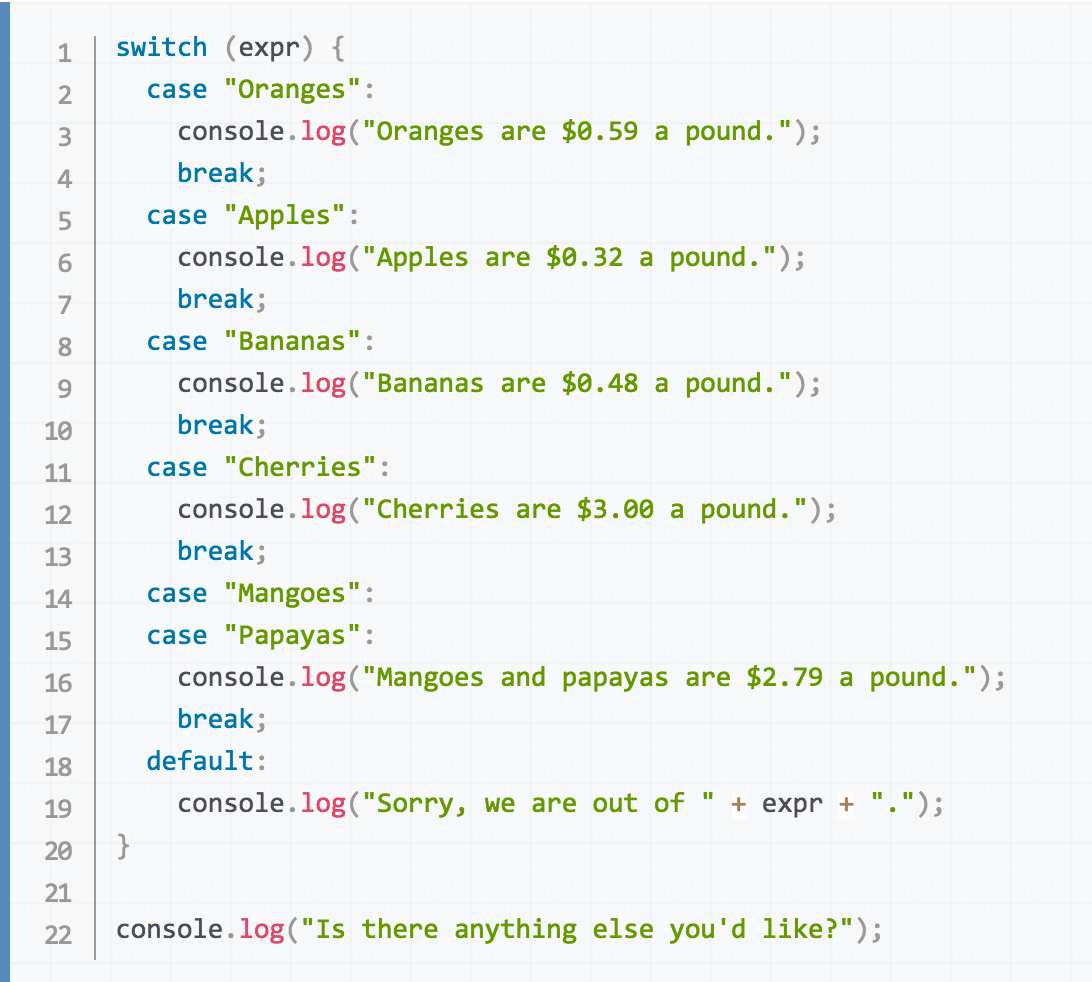 1 switch (expr) {
2   case "Oranges":
3     console.log("Oranges are $0.59 a pound.");
4     break;
5   case "Apples":
6     console.log("Apples are $0.32 a pound.");
7     break;
8   case "Bananas":
9     console.log("Bananas are $0.48 a pound.");
10     break;
11   case "Cherries":
12     console.log("Cherries are $3.00 a pound.");
13     break;
14   case "Mangoes":
15   case "Papayas":
16     console.log("Mangoes and papayas are $2.79 a pound.");
17     break;
18   default:
19     console.log("Sorry, we are out of " + expr + ".");
20 }
21
22 console.log("Is there anything else you'd like?");